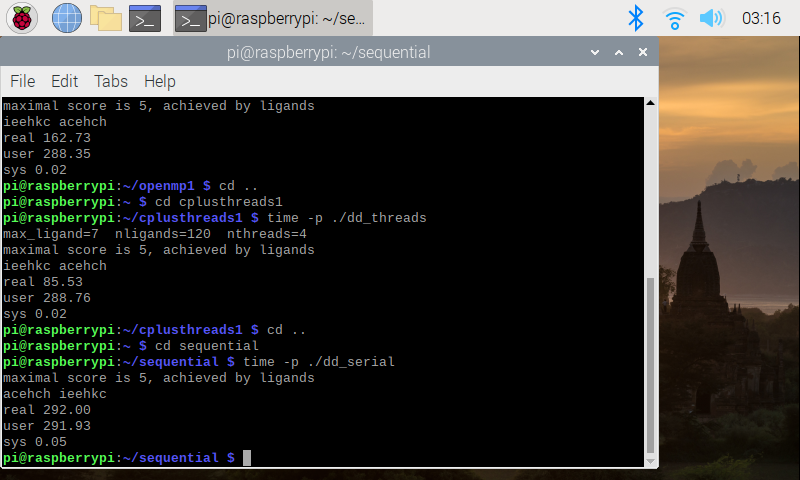 pi@raspberrypi: ~/se...
03:16
pi@raspberrypi: ~/sequential
File Edit Tabs Help
maximal score is 5, achieved by ligands
ieehkc acehch
real 162.73
user 288.35
sys 0.02
pi@raspberrypi:~/openmp1 $ cd ..
pi@raspberrypi:~ $ cd cplusthreads1
pi@raspberrypi:~/cplusthreads1 $ time -p ./dd_threads
max_ligand=7  nligands=120  nthreads=4
maximal score is 5, achieved by ligands
ieehkc acehch
real 85.53
user 288.76
sys 0.02
pi@raspberrypi:~/cplusthreads1 $ cd ..
pi@raspberrypi:~ $ cd sequential
pi@raspberrypi:~/sequential $ time -p ./dd_serial
maximal score is 5, achieved by ligands
acehch ieehkc
real 292.00
user 291.93
sys 0.05
pi@raspberrypi:~/sequential $